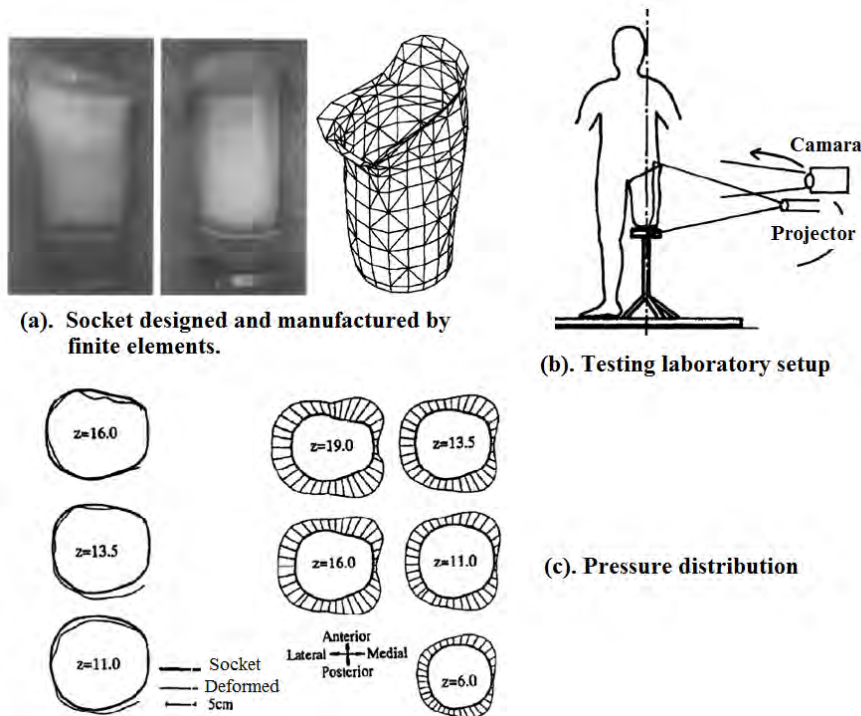 Camara
Projector
(a). Socket designed and manufactured by
finite elements.
(b). Testing laboratory setup
z=16.0
z=19.0
z=13.5
z=13.5
z=16.0
z=11.0
(c). Pressure distribution
z=11.0
Anterior
Lateral Medial
Posterior
z=6.0
Socket
Deformed
5cm